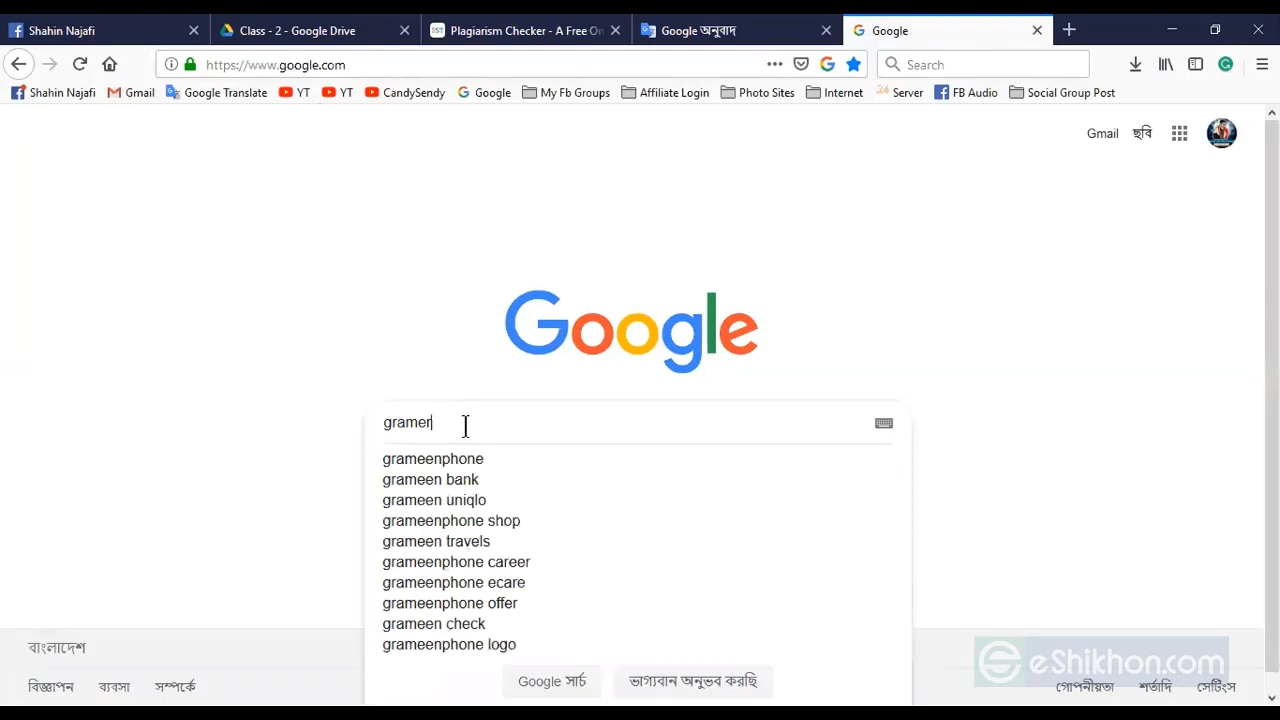 Shahin Najafi
Class - 2 - Google Drive
Plagiarism Checker - A Free On
Google অনুবাদ
Google
https://www.google.com
Search
Shahin Najafi
Gmail
Google Translate
YT
YT
CandySendy
Google
My Fb Groups
Affiliate Login
Photo Sites
Internet
24 Server
FB Audio
Social Group Post
Gmail
ছবি
Google
gramer
grameenphone
grameen bank
grameen uniqlo
grameenphone shop
grameen travels
grameenphone career
grameenphone ecare
grameenphone offer
grameen check
grameenphone logo
Google সার্চ
ভাগ্যবান অনুভব করছি
বাংলাদেশ
বিজ্ঞাপন
ব্যবসা
সম্পর্কে
গোপনীয়তা
শর্তাদি
সেটিংস
eShikhon.com